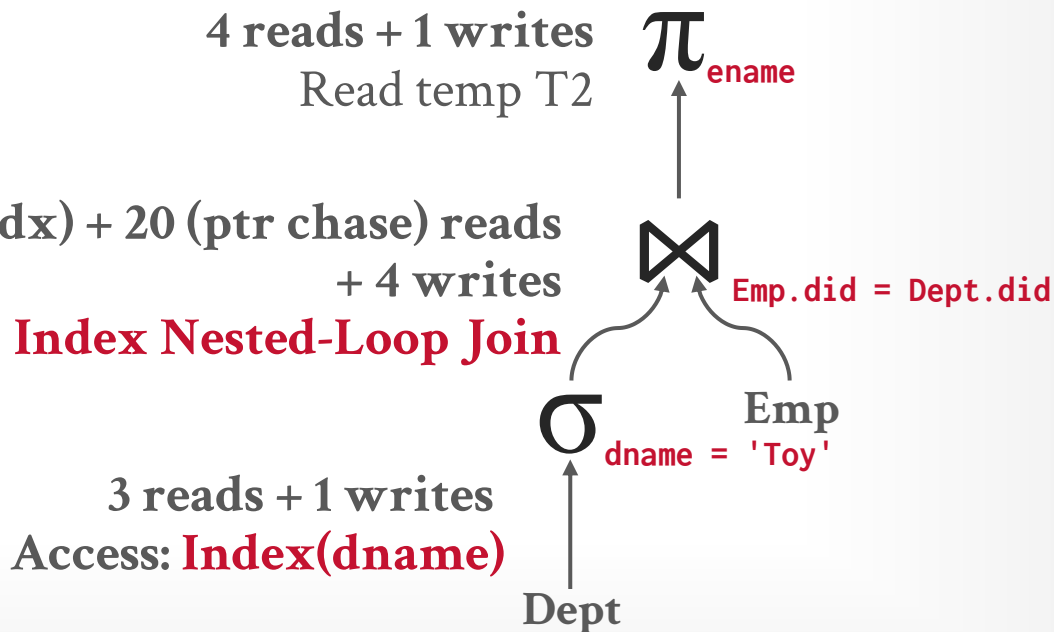 4 reads + 1 writes
π ename
Read temp T2
dx) + 20 (ptr chase) reads
+ 4 writes
⋈ Emp.did = Dept.did
Index Nested-Loop Join
Emp
σ dname = 'Toy'
3 reads + 1 writes
Access: Index(dname)
Dept